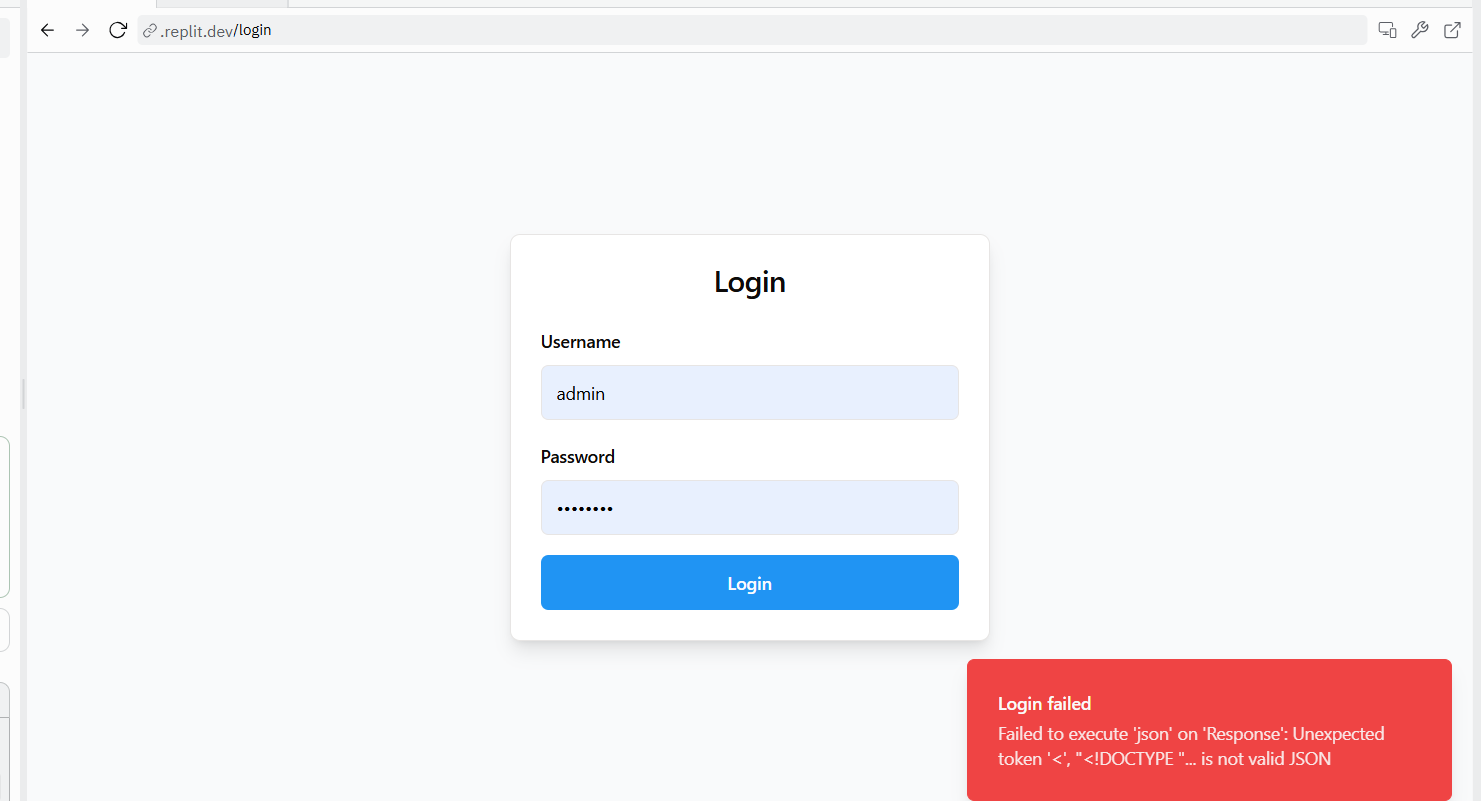 .replit.dev/login
Login
Username
admin
Password
••••••••
Login
Login failed
Failed to execute 'json' on 'Response': Unexpected
token '<', "<!DOCTYPE "... is not valid JSON